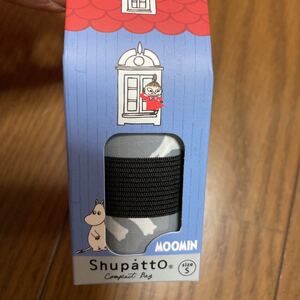 MOOMIN
Shupatto®
Compact Bag
size
S